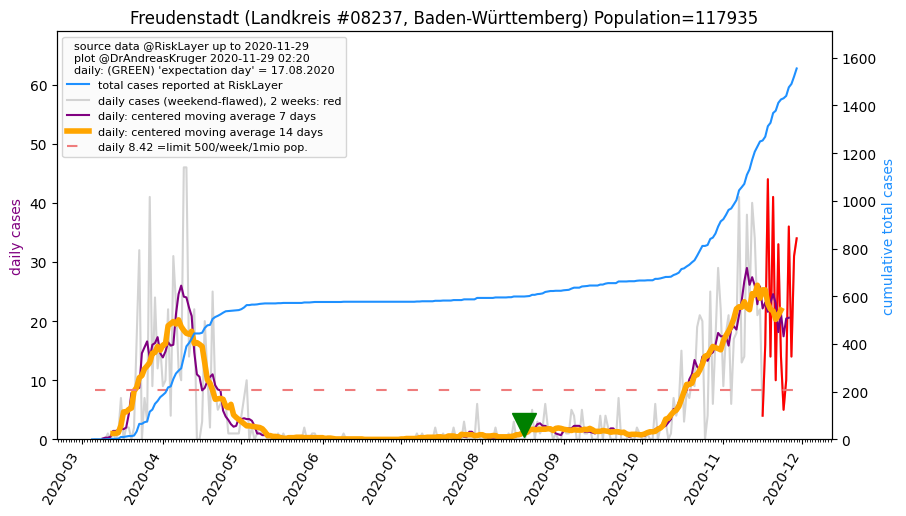 Freudenstadt (Landkreis #08237, Baden-Württemberg) Population=117935
source data @RiskLayer up to 2020-11-29
plot @DrAndreasKruger 2020-11-29 02:20
daily: (GREEN) 'expectation day' = 17.08.2020
total cases reported at RiskLayer
daily cases (weekend-flawed), 2 weeks: red
daily: centered moving average 7 days
daily: centered moving average 14 days
daily 8.42 =limit 500/week/1mio pop.
daily cases
60
50
40
30
20
10
0
1600
1400
1200
1000
800
600
400
200
0
cumulative total cases
2020-03
2020-04
2020-05
2020-06
2020-07
2020-08
2020-09
2020-10
2020-11
2020-12